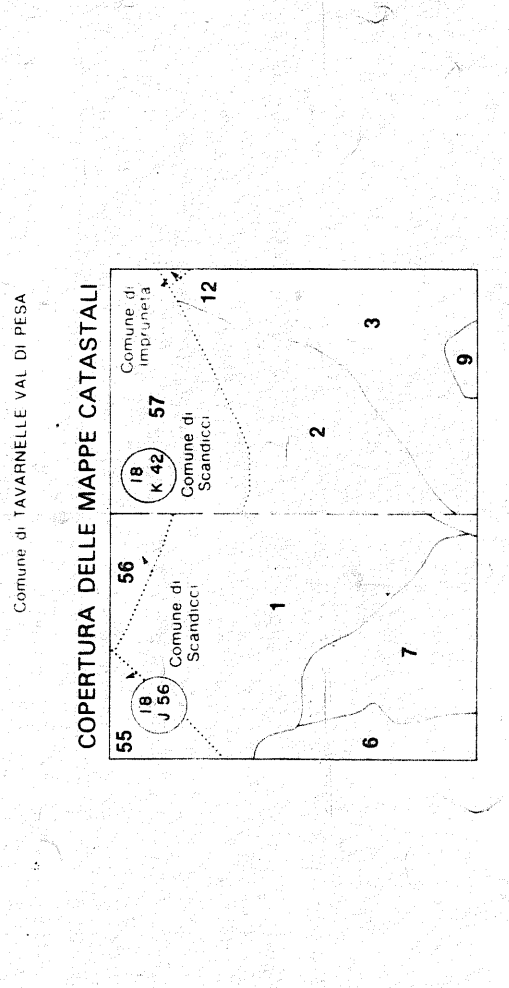 Comune di TAVARNELLE VAL DI PESA
COPERTURA DELLE MAPPE CATASTALI
55
18
J 56
Comune di
Scandicci
56
18
K 42
57
Comune di
Scandicci
Comune di
Impruneta
12
1
2
3
6
7
9